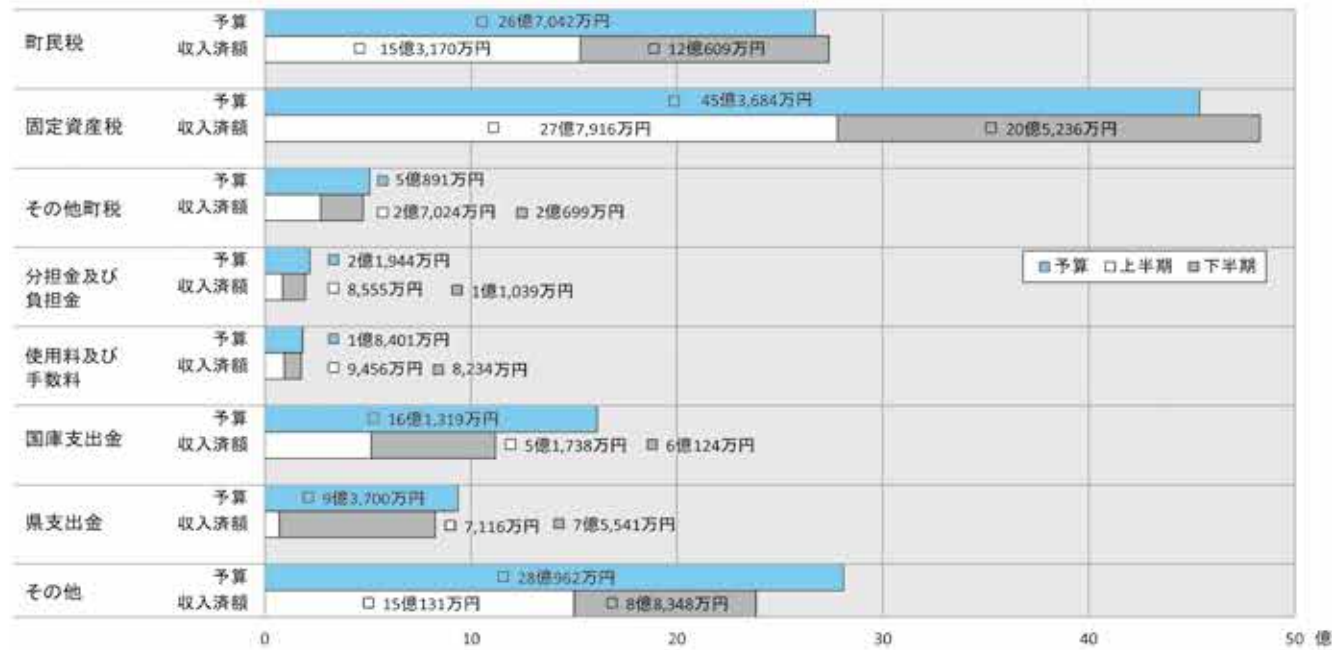 予算 □ 26億7,042万円
町民税
収入済額 □ 15億3,170万円 □ 12億609万円
予算 □ 45億3,684万円
固定資産税 収入済額 □ 27億7,916万円 □ 20億5,236万円
予算 ■ 5億891万円
その他町税 収入済額 □ 2億7,024万円 ■ 2億699万円
予算 ■ 2億1,944万円
分担金及び
負担金
収入済額 □ 8,555万円 ■ 1億1,039万円
■予算 □上半期 ■下半期
予算 ■ 1億8,401万円
使用料及び
手数料
収入済額 □ 9,456万円 ■ 8,234万円
予算 □ 16億1,319万円
国庫支出金 収入済額 □ 5億1,738万円 ■ 6億124万円
予算 □ 9億3,700万円
県支出金 収入済額 □ 7,116万円 ■ 7億5,541万円
予算 □ 28億962万円
その他
収入済額 □ 15億131万円 □ 8億8,348万円
0 10 20 30 40 50 億